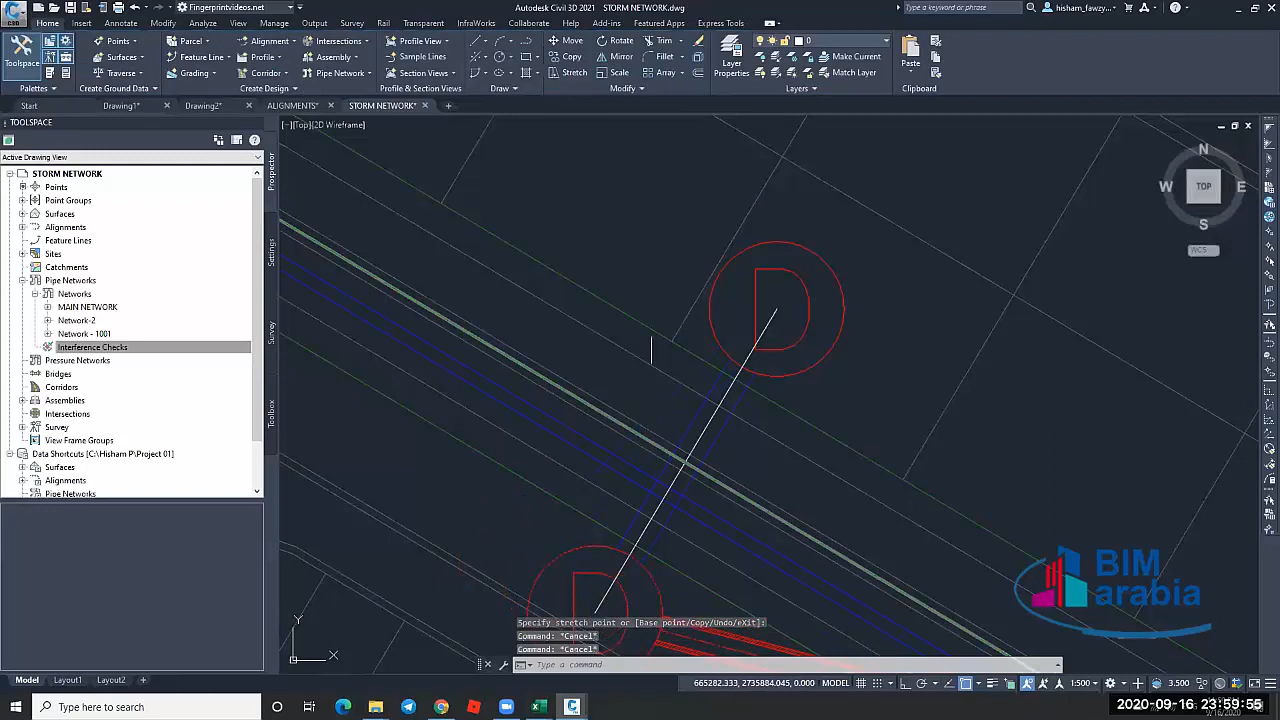 Fingerprintvideos.net
Autodesk Civil 3D 2021 STORM NETWORK.dwg
Type a keyword or phrase
hisham_fawzy...
C3D
Home Insert Annotate Modify Analyze View Manage Output Survey Rail Transparent InfraWorks Collaborate Help Add-ins Featured Apps Express Tools
Toolspace
Points Parcel Alignment Intersections Profile View
Surfaces Feature Line Profile Assembly Sample Lines
Traverse Grading Corridor Pipe Network Section Views
Move Rotate Trim
Copy Mirror Fillet
Stretch Scale Array
Layer Properties
0
Make Current
Match Layer
Paste
Palettes Create Ground Data Create Design Profile & Section Views Draw Modify Layers Clipboard
Start Drawing1* Drawing2* ALIGNMENTS* STORM NETWORK*
TOOLSPACE
Active Drawing View
STORM NETWORK
Points
Point Groups
Surfaces
Alignments
Feature Lines
Sites
Catchments
Pipe Networks
Networks
MAIN NETWORK
Network-2
Network - 1001
Interference Checks
Pressure Networks
Bridges
Corridors
Assemblies
Intersections
Survey
View Frame Groups
Data Shortcuts [C:\Hisham P\Project 01]
Surfaces
Alignments
Pipe Networks
Prospector
Settings
Survey
Toolbox
[−][Top][2D Wireframe]
N
W TOP E
S
WCS
D
D
Y
X
BIM
arabia
Specify stretch point or [Base point/Copy/Undo/eXit]:
Command: *Cancel*
Command: *Cancel*
Type a command
Model Layout1 Layout2
665282.333, 2735884.045, 0.000 MODEL 1:500 3.500
Type here to search
2020-09-16 23:59:55